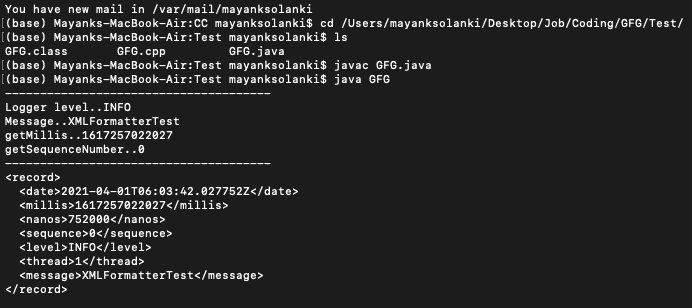 You have new mail in /var/mail/mayanksolanki
(base) Mayanks-MacBook-Air:CC mayanksolanki$ cd /Users/mayanksolanki/Desktop/Job/Coding/GFG/Test/
(base) Mayanks-MacBook-Air:Test mayanksolanki$ ls
GFG.class GFG.cpp GFG.java
(base) Mayanks-MacBook-Air:Test mayanksolanki$ javac GFG.java
(base) Mayanks-MacBook-Air:Test mayanksolanki$ java GFG
--------------------------------------
Logger level..INFO
Message..XMLFormatterTest
getMillis..1617257022027
getSequenceNumber..0
--------------------------------------
<record>
  <date>2021-04-01T06:03:42.027752Z</date>
  <millis>1617257022027</millis>
  <nanos>752000</nanos>
  <sequence>0</sequence>
  <level>INFO</level>
  <thread>1</thread>
  <message>XMLFormatterTest</message>
</record>